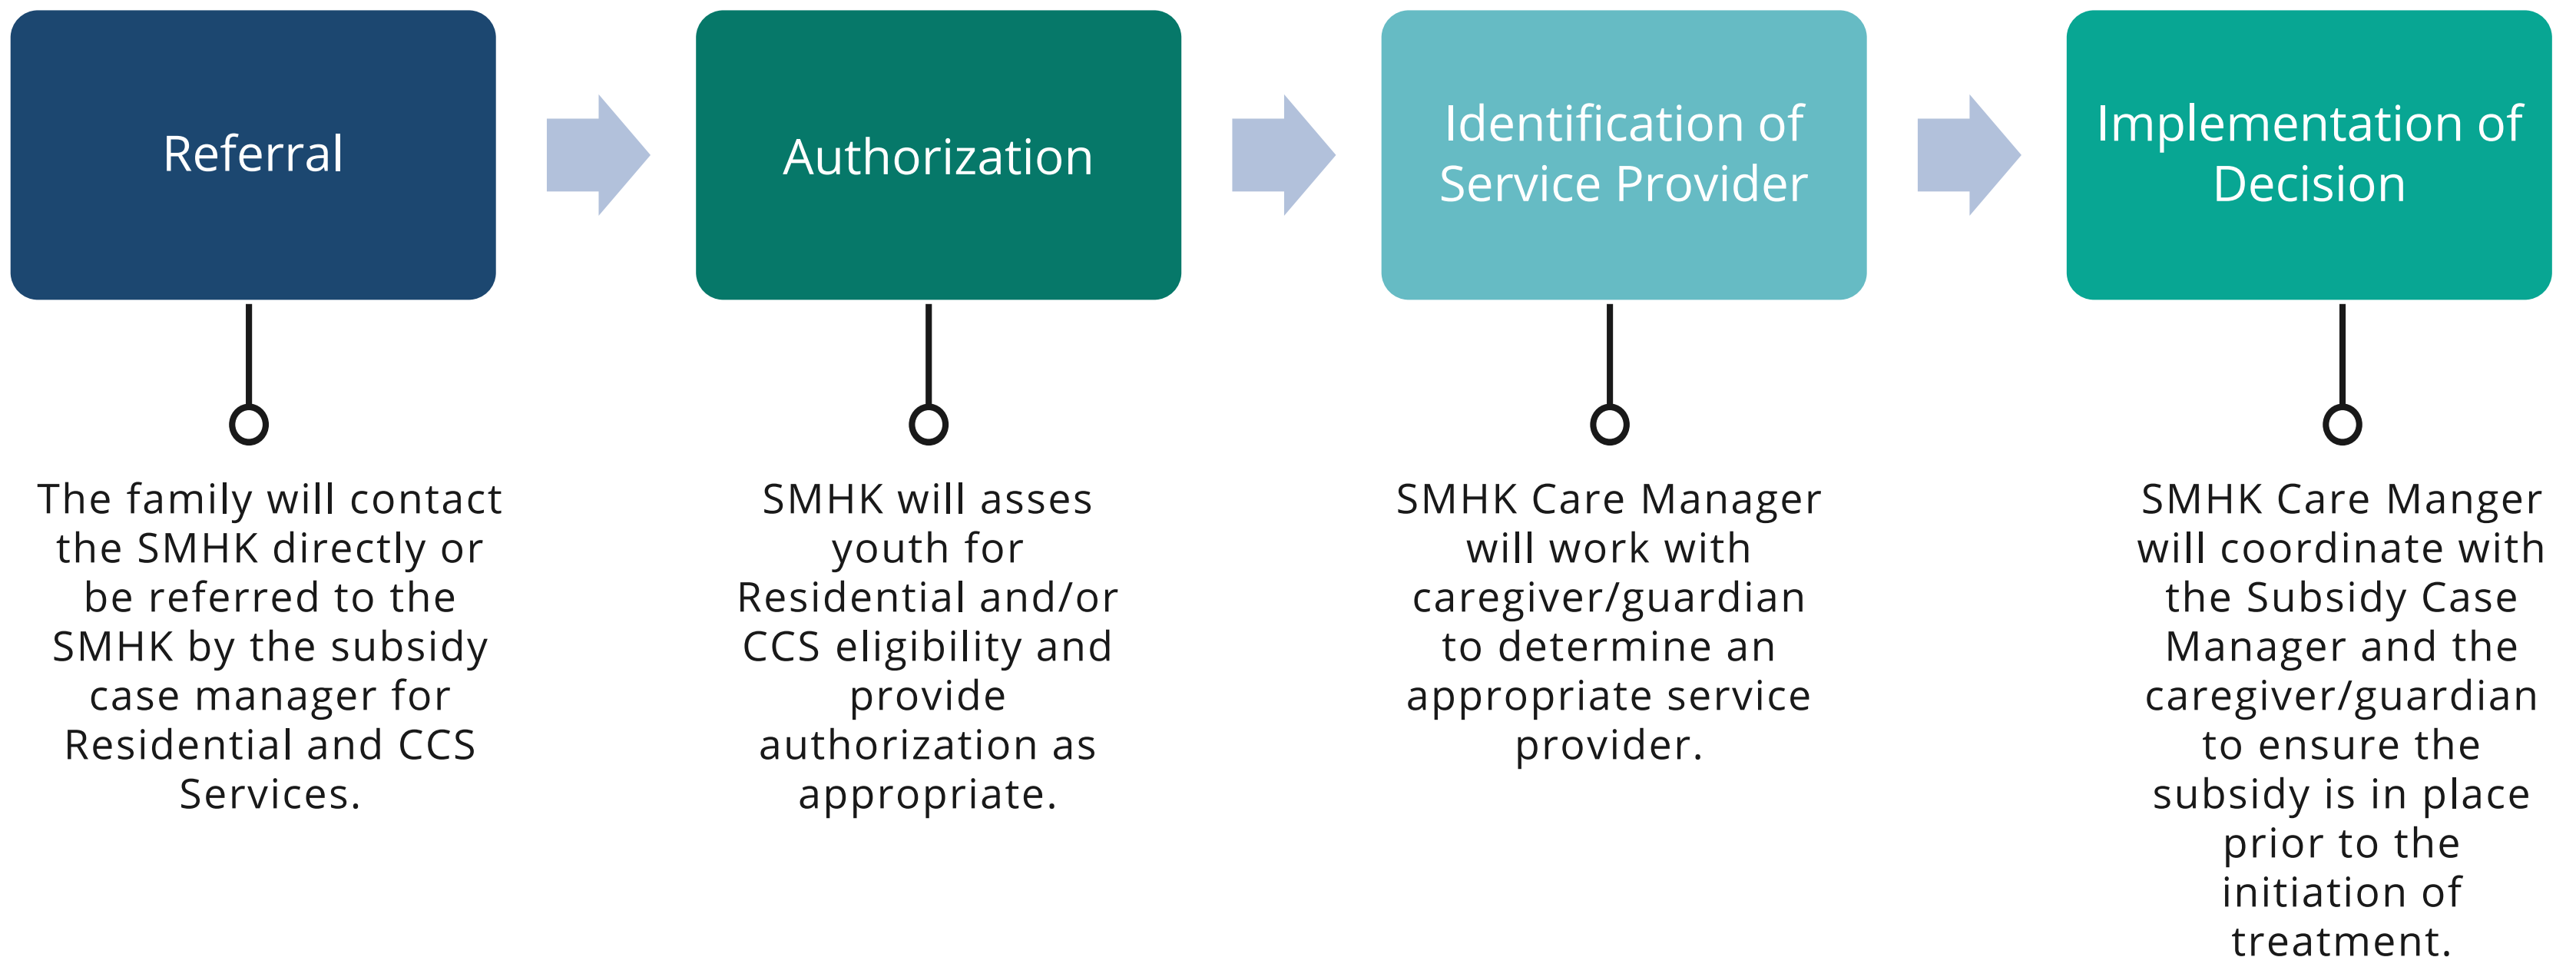 Referral
Authorization
Identification of
Service Provider
Implementation of
Decision
The family will contact
the SMHK directly or
be referred to the
SMHK by the subsidy
case manager for
Residential and CCS
Services.
SMHK will asses
youth for
Residential and/or
CCS eligibility and
provide
authorization as
appropriate.
SMHK Care Manager
will work with
caregiver/guardian
to determine an
appropriate service
provider.
SMHK Care Manger
will coordinate with
the Subsidy Case
Manager and the
caregiver/guardian
to ensure the
subsidy is in place
prior to the
initiation of
treatment.